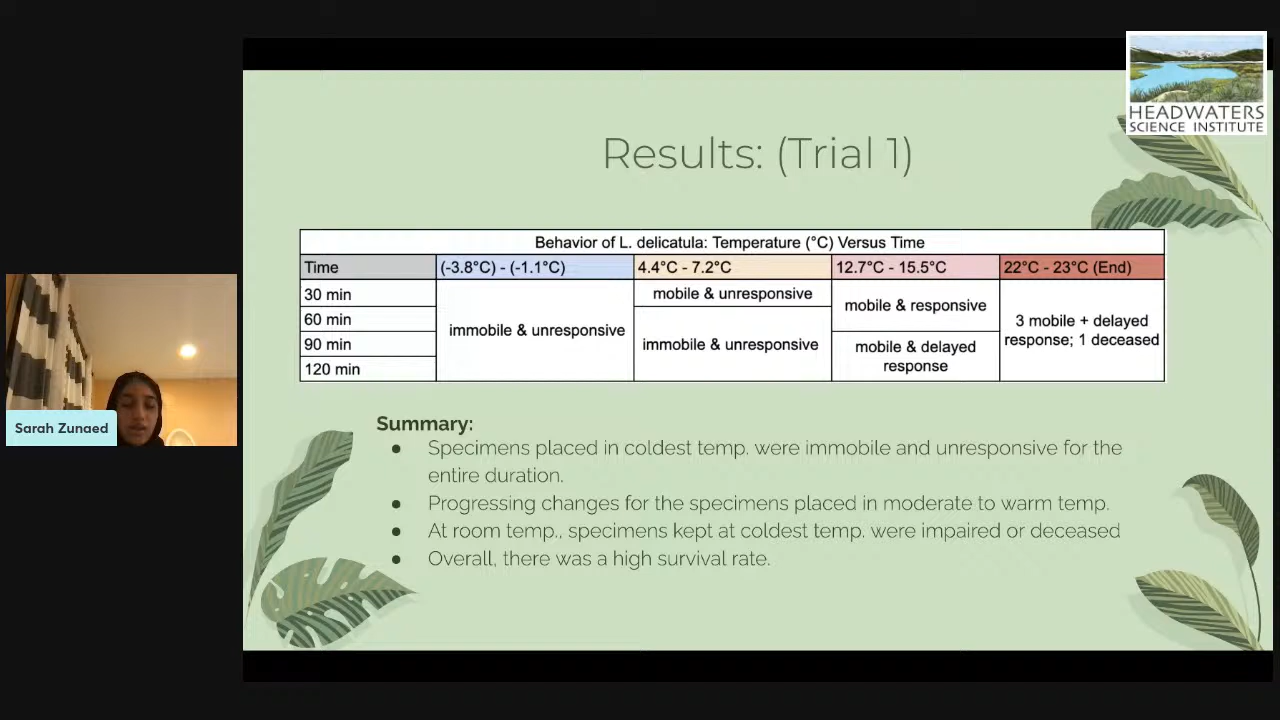 HEADWATERS
SCIENCE INSTITUTE
Results: (Trial 1)
Behavior of L. delicatula: Temperature (°C) Versus Time
Time (-3.8°C) - (-1.1°C) 4.4°C - 7.2°C 12.7°C - 15.5°C 22°C - 23°C (End)
30 min
60 min
90 min
120 min
immobile & unresponsive
mobile & unresponsive
immobile & unresponsive
mobile & responsive
mobile & delayed
response
3 mobile + delayed
response; 1 deceased
Sarah Zunaed
Summary:
● Specimens placed in coldest temp. were immobile and unresponsive for the
entire duration.
● Progressing changes for the specimens placed in moderate to warm temp.
● At room temp., specimens kept at coldest temp. were impaired or deceased
● Overall, there was a high survival rate.